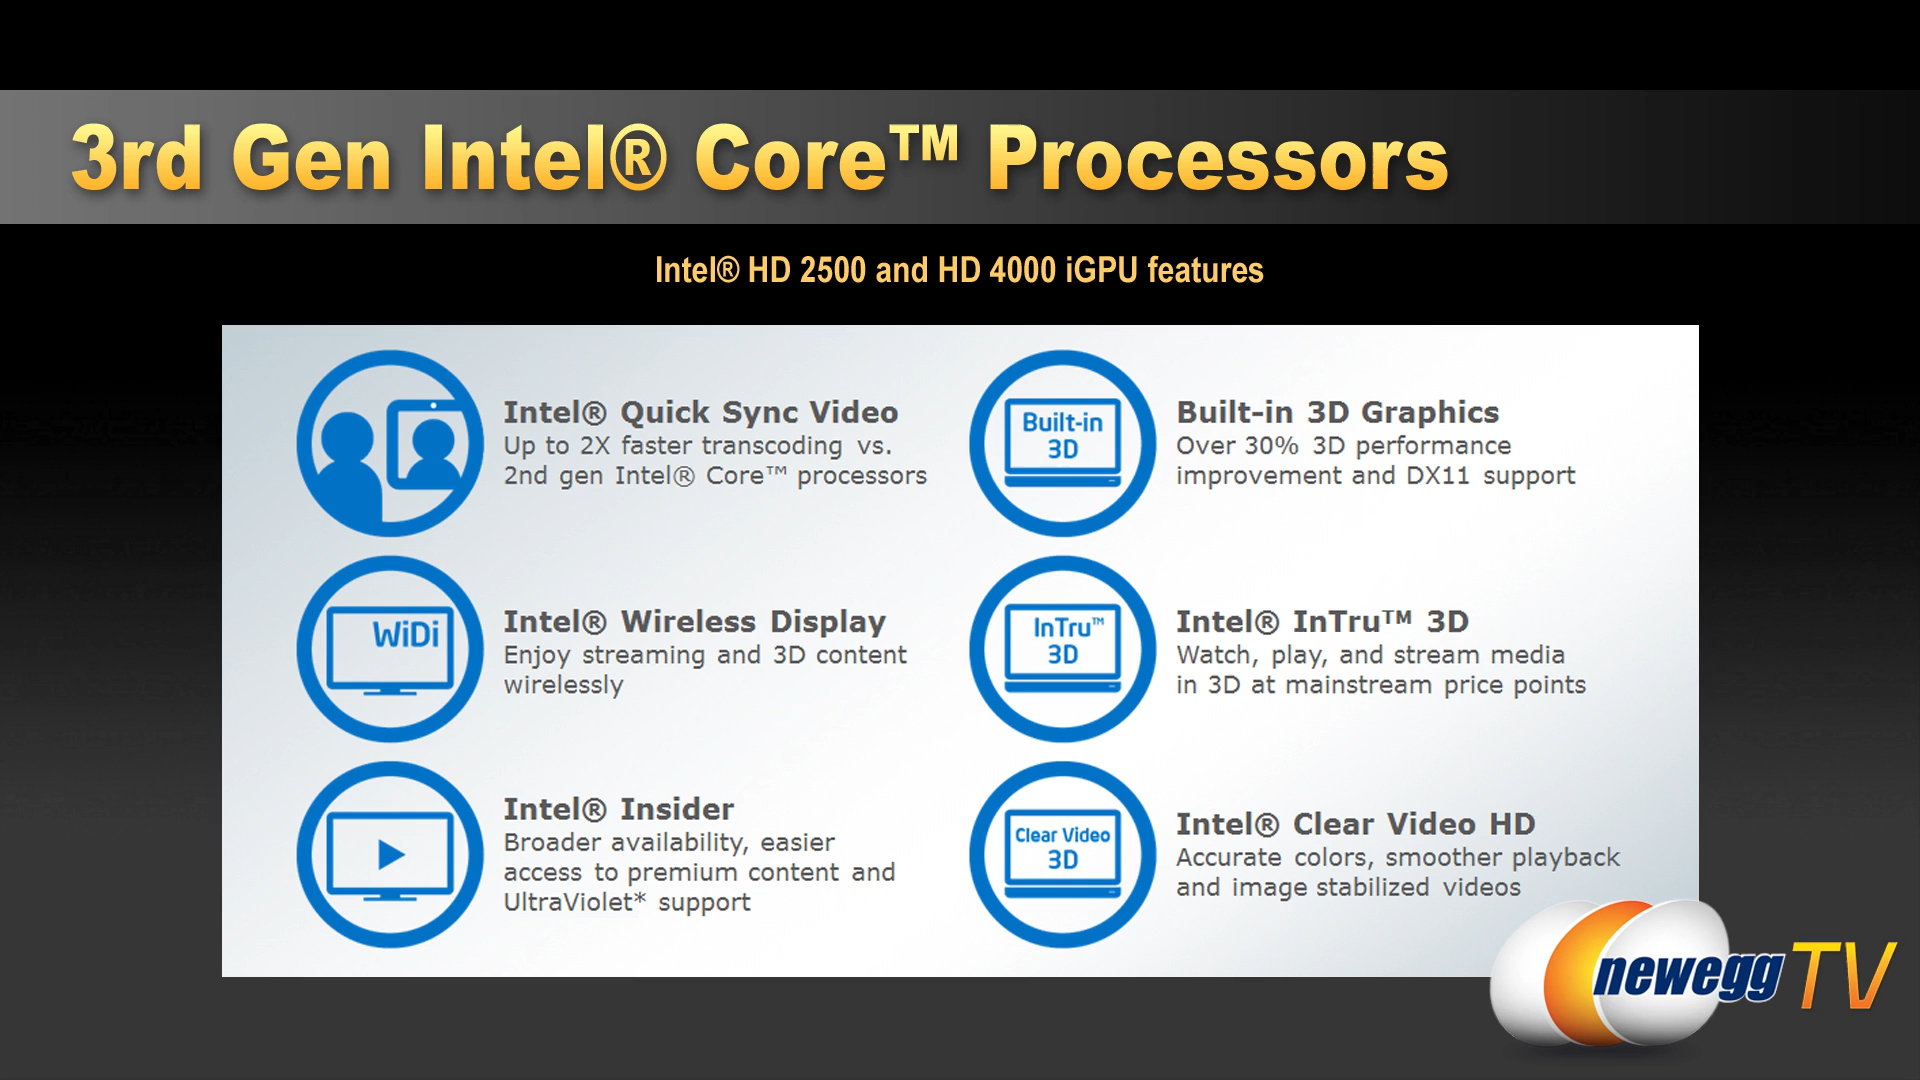 3rd Gen Intel® Core™ Processors
Intel® HD 2500 and HD 4000 iGPU features
Intel® Quick Sync Video
Up to 2X faster transcoding vs.
2nd gen Intel® Core™ processors
Built-in
3D
Built-in 3D Graphics
Over 30% 3D performance
improvement and DX11 support
WiDi
Intel® Wireless Display
Enjoy streaming and 3D content
wirelessly
InTru™
3D
Intel® InTru™ 3D
Watch, play, and stream media
in 3D at mainstream price points
Intel® Insider
Broader availability, easier
access to premium content and
UltraViolet* support
Clear Video
3D
Intel® Clear Video HD
Accurate colors, smoother playback
and image stabilized videos
newegg TV